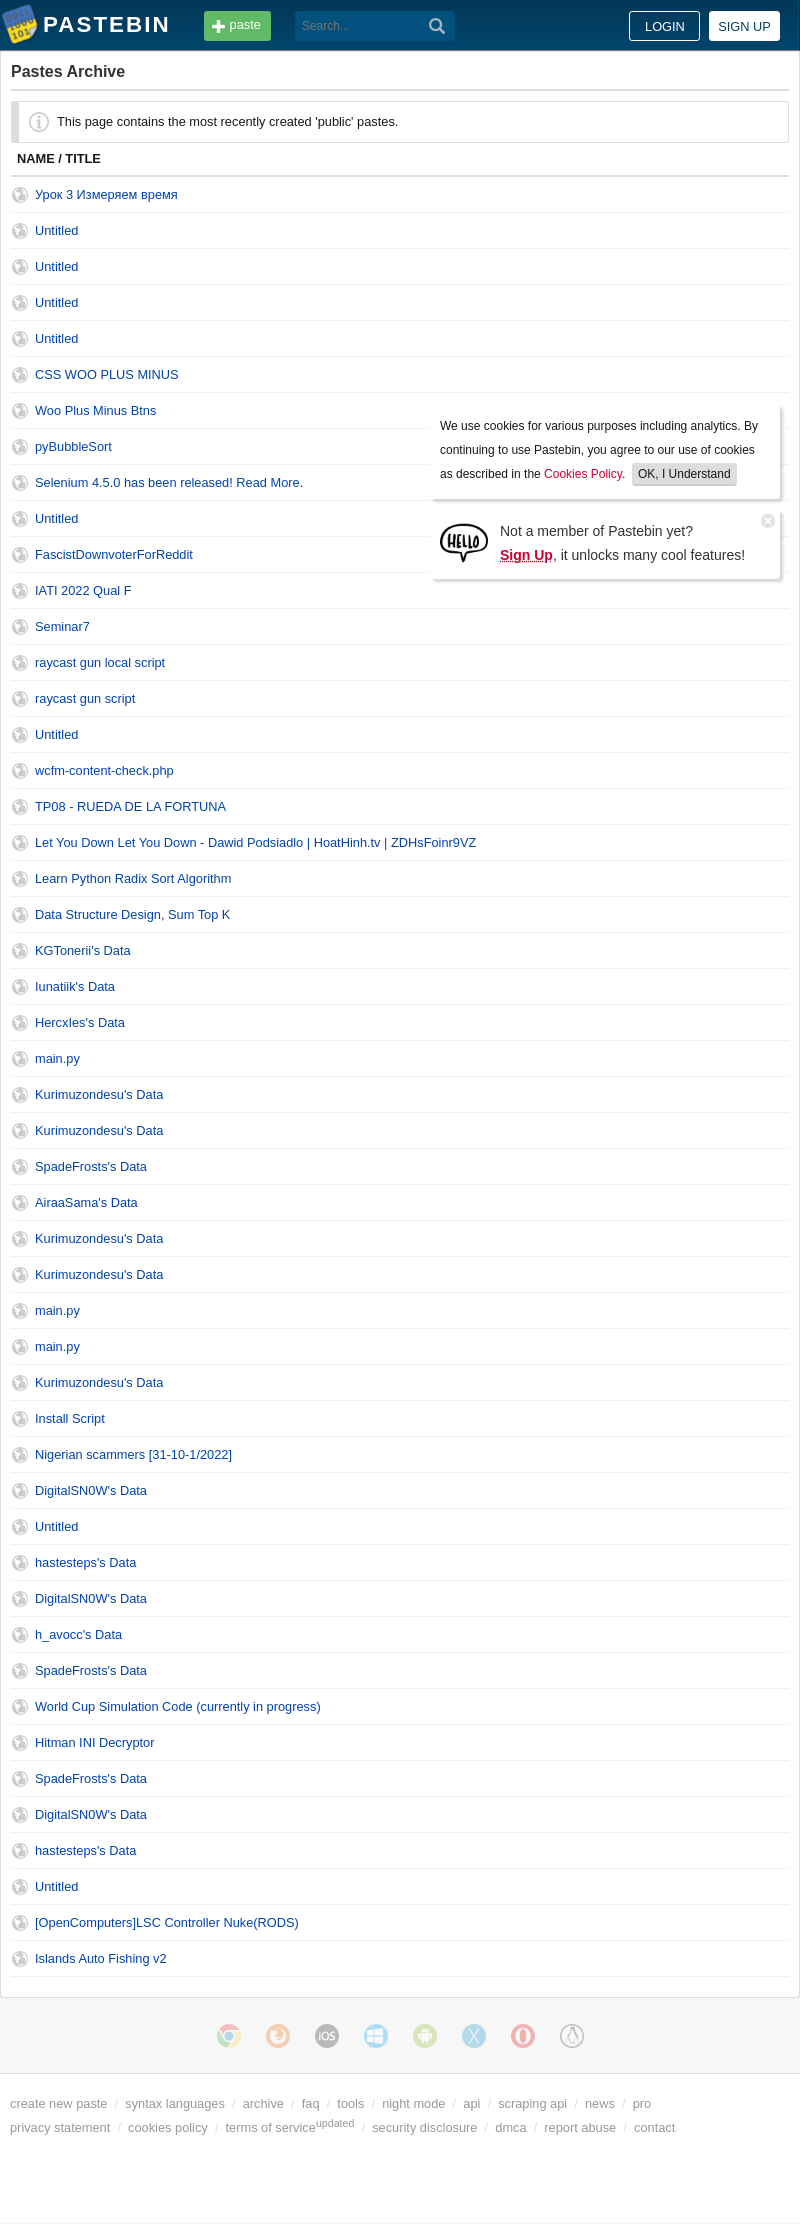 PASTEBIN
paste
Search...
LOGIN
SIGN UP
Pastes Archive
This page contains the most recently created 'public' pastes.
NAME / TITLE
Урок 3 Измеряем время
Untitled
Untitled
Untitled
Untitled
CSS WOO PLUS MINUS
Woo Plus Minus Btns
pyBubbleSort
Selenium 4.5.0 has been released! Read More.
Untitled
FascistDownvoterForReddit
IATI 2022 Qual F
We use cookies for various purposes including analytics. By
continuing to use Pastebin, you agree to our use of cookies
as described in the Cookies Policy. OK, I Understand
HELLO
Not a member of Pastebin yet?
Sign Up, it unlocks many cool features!
Seminar7
raycast gun local script
raycast gun script
Untitled
wcfm-content-check.php
TP08 - RUEDA DE LA FORTUNA
Let You Down Let You Down - Dawid Podsiadlo | HoatHinh.tv | ZDHsFoinr9VZ
Learn Python Radix Sort Algorithm
Data Structure Design, Sum Top K
KGTonerii's Data
Iunatiik's Data
HercxIes's Data
main.py
Kurimuzondesu's Data
Kurimuzondesu's Data
SpadeFrosts's Data
AiraaSama's Data
Kurimuzondesu's Data
Kurimuzondesu's Data
main.py
main.py
Kurimuzondesu's Data
Install Script
Nigerian scammers [31-10-1/2022]
DigitalSN0W's Data
Untitled
hastesteps's Data
DigitalSN0W's Data
h_avocc's Data
SpadeFrosts's Data
World Cup Simulation Code (currently in progress)
Hitman INI Decryptor
SpadeFrosts's Data
DigitalSN0W's Data
hastesteps's Data
Untitled
[OpenComputers]LSC Controller Nuke(RODS)
Islands Auto Fishing v2
iOS
create new paste / syntax languages / archive / faq / tools / night mode / api / scraping api / news / pro
privacy statement / cookies policy / terms of serviceupdated / security disclosure / dmca / report abuse / contact